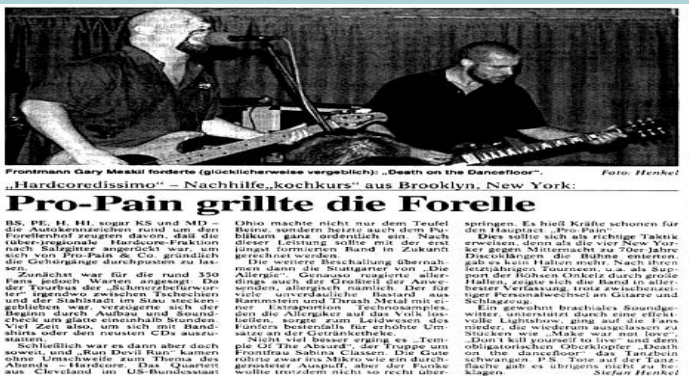 Frontmann Gary Meskil forderte (glücklicherweise vergeblich): „Death on the Dancefloor“. Foto: Henkel
„Hardcoredissimo“ – Nachhilfe„kochkurs“ aus Brooklyn, New York:
Pro-Pain grillte die Forelle
BS, PE, H, HI, sogar KS und MD –
die Autokennzeichen rund um den
Forellenhof zeugten davon, daß die
(über-)regionale Hardcore-Fraktion
nach Salzgitter angerückt war, um
sich von Pro-Pain & Co. gründlich
die Gehörgänge durchpusten zu las-
sen.
Zunächst war für die rund 350
Fans jedoch Warten angesagt: Da
der Tourbus der „Schmerzbefürwor-
ter“ irgendwo zwischen Tschechien
und der Stahlstadt im Stau stecken-
geblieben war, verzögerte sich der
Beginn durch Aufbau und Sound-
check um glatte eineinhalb Stunden.
Viel Zeit also, um sich mit Band-
shirts oder den neusten CDs auszu-
statten.
Schließlich war es dann aber doch
soweit, und „Run Devil Run“ kamen
ohne Umschweife zum Thema des
Abends – Hardcore. Das Quartett
aus Cleveland im US-Bundesstaat
Ohio machte nicht nur dem Teufel
Beine, sondern heizte auch dem Pu-
blikum ganz ordentlich ein. Nach
dieser Leistung sollte mit der erst
jüngst formierten Band in Zukunft
gerechnet werden.
Die weitere Beschallung übernah-
men dann die Stuttgarter von „Die
Allergie“. Genauso reagierte aller-
dings auch der Großteil der Anwe-
senden, allergisch nämlich. Der für
viele unverdauliche Bastard aus
Rammstein und Thrash Metal mit ei-
ner Portion Technosamples,
den die Allergiker auf das Volk los-
ließen, sorgte zum Leidwesen des
Fünfers bestenfalls für erhöhte Um-
sätze an der Getränketheke.
Nicht viel besser erging es „Tem-
ple Of The Absurd“, der Truppe um
Frontfrau Sabina Classen. Die Gute
röhrte zwar ins Mikro wie ein durch-
gerosteter Auspuff, aber der Funke
wollte trotzdem nicht so recht über-
springen. Es hieß Kräfte schonen für
den Hauptact „Pro-Pain“.
Dies sollte sich als richtige Taktik
erweisen, denn als die vier New Yor-
ker gegen Mitternacht zu 70er-Jahre
Discoklängen die Bühne enterten,
gab es kein Halten mehr. Nach ihren
letztjährigen Tourneen, u.a. als Sup-
port der Böhsen Onkelz durch große
Hallen, zeigte sich die Band in aller-
bester Verfassung, trotz zwischenzei-
tiger Personalwechsel an Gitarre und
Schlagzeug.
Ein gewohnt brachiales Soundge-
witter, unterstützt durch eine effekt-
volle Lightshow, ging auf die Fans
nieder, die wiederum ausgelassen zu
Stücken wie „Make war not love“,
„Don't kill yourself to live“ und dem
obligatorischen Oberklopfer „Death
on the dancefloor“ das Tanzbein
schwangen. P.S. Tote auf der Tanz-
fläche gab es übrigens nicht zu be-
klagen. Stefan Henkel